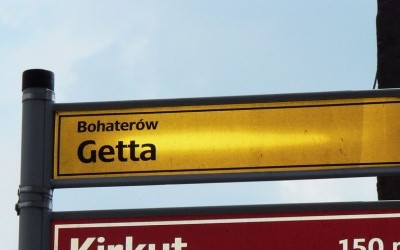 Bohaterów
Getta
Kirkut 150 m